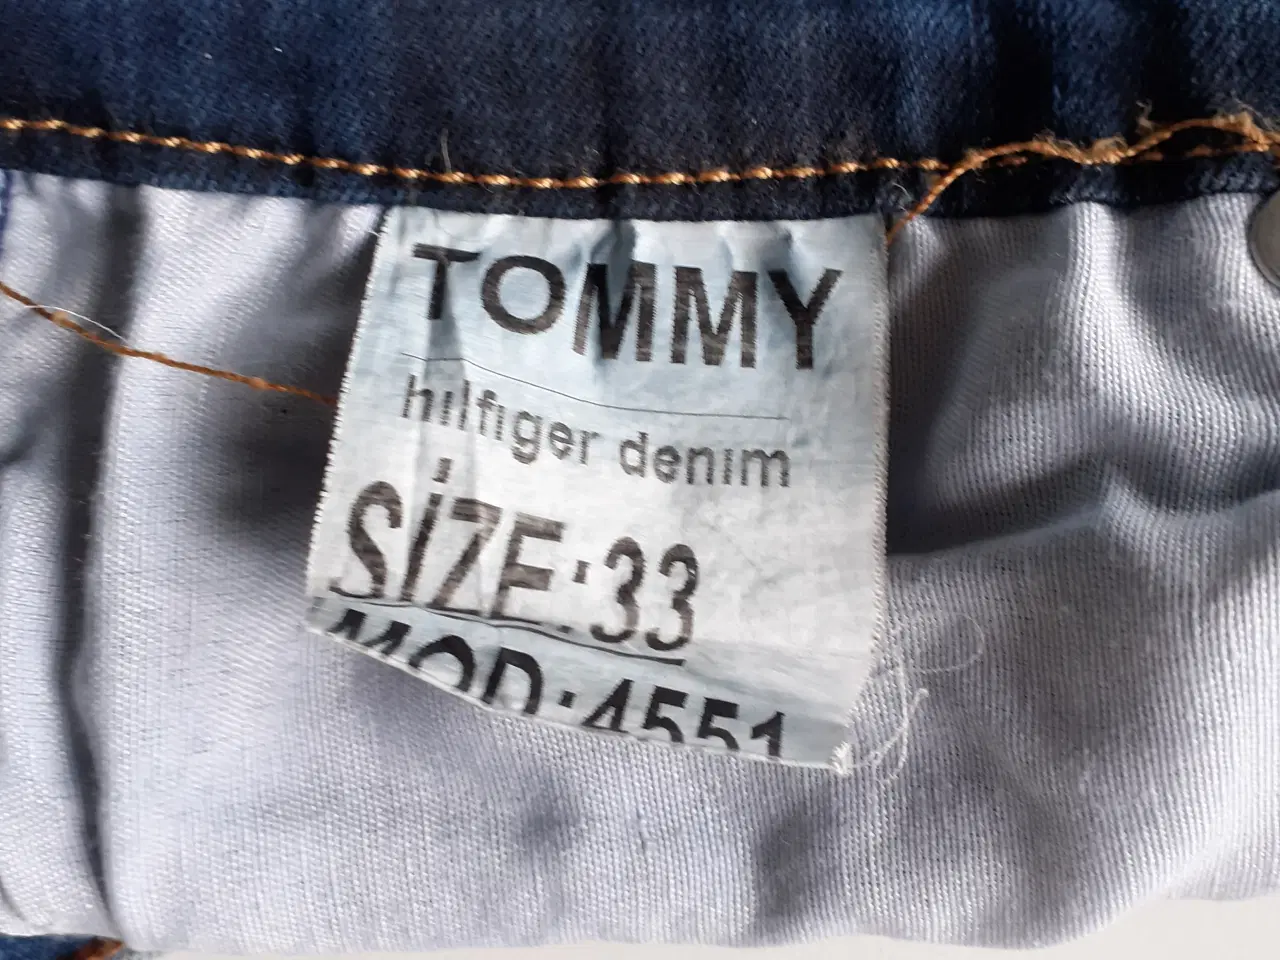 TOMMY
hilfiger denim
SİZE:33
MOD:4551